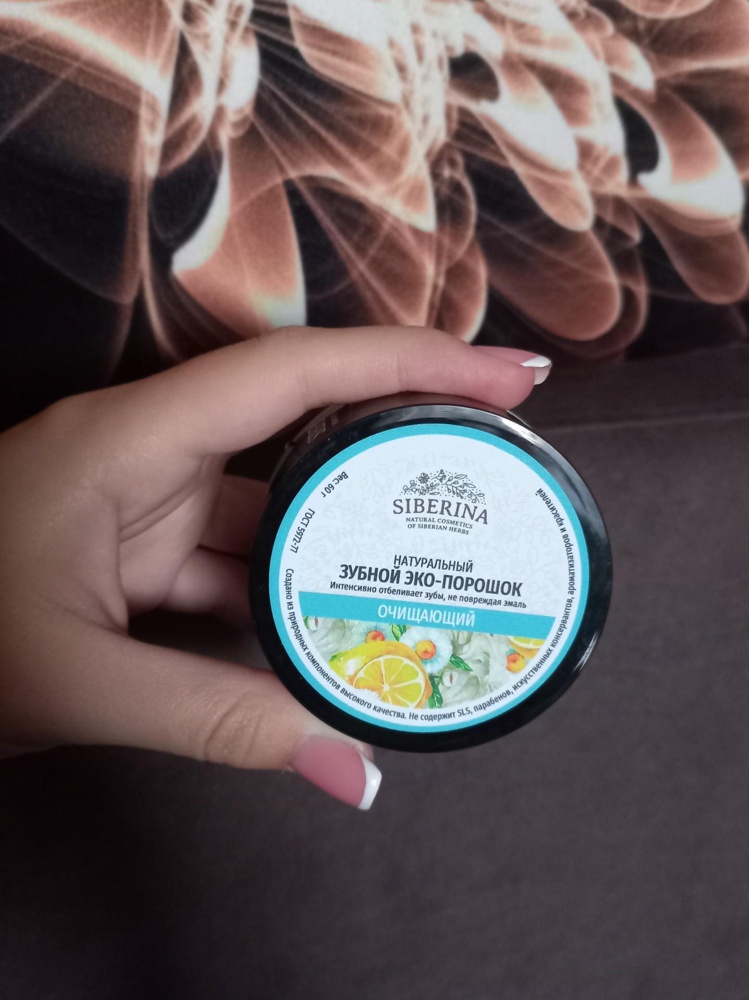 SIBERINA
NATURAL COSMETICS
OF SIBERIAN HERBS
НАТУРАЛЬНЫЙ
ЗУБНОЙ ЭКО-ПОРОШОК
Интенсивно отбеливает зубы, не повреждая эмаль
ОЧИЩАЮЩИЙ
Вес: 60 г
ГОСТ 5972-77
Создано из природных компонентов высокого качества. Не содержит SLS, парабенов, искусственных консервантов, ароматизаторов и красителей